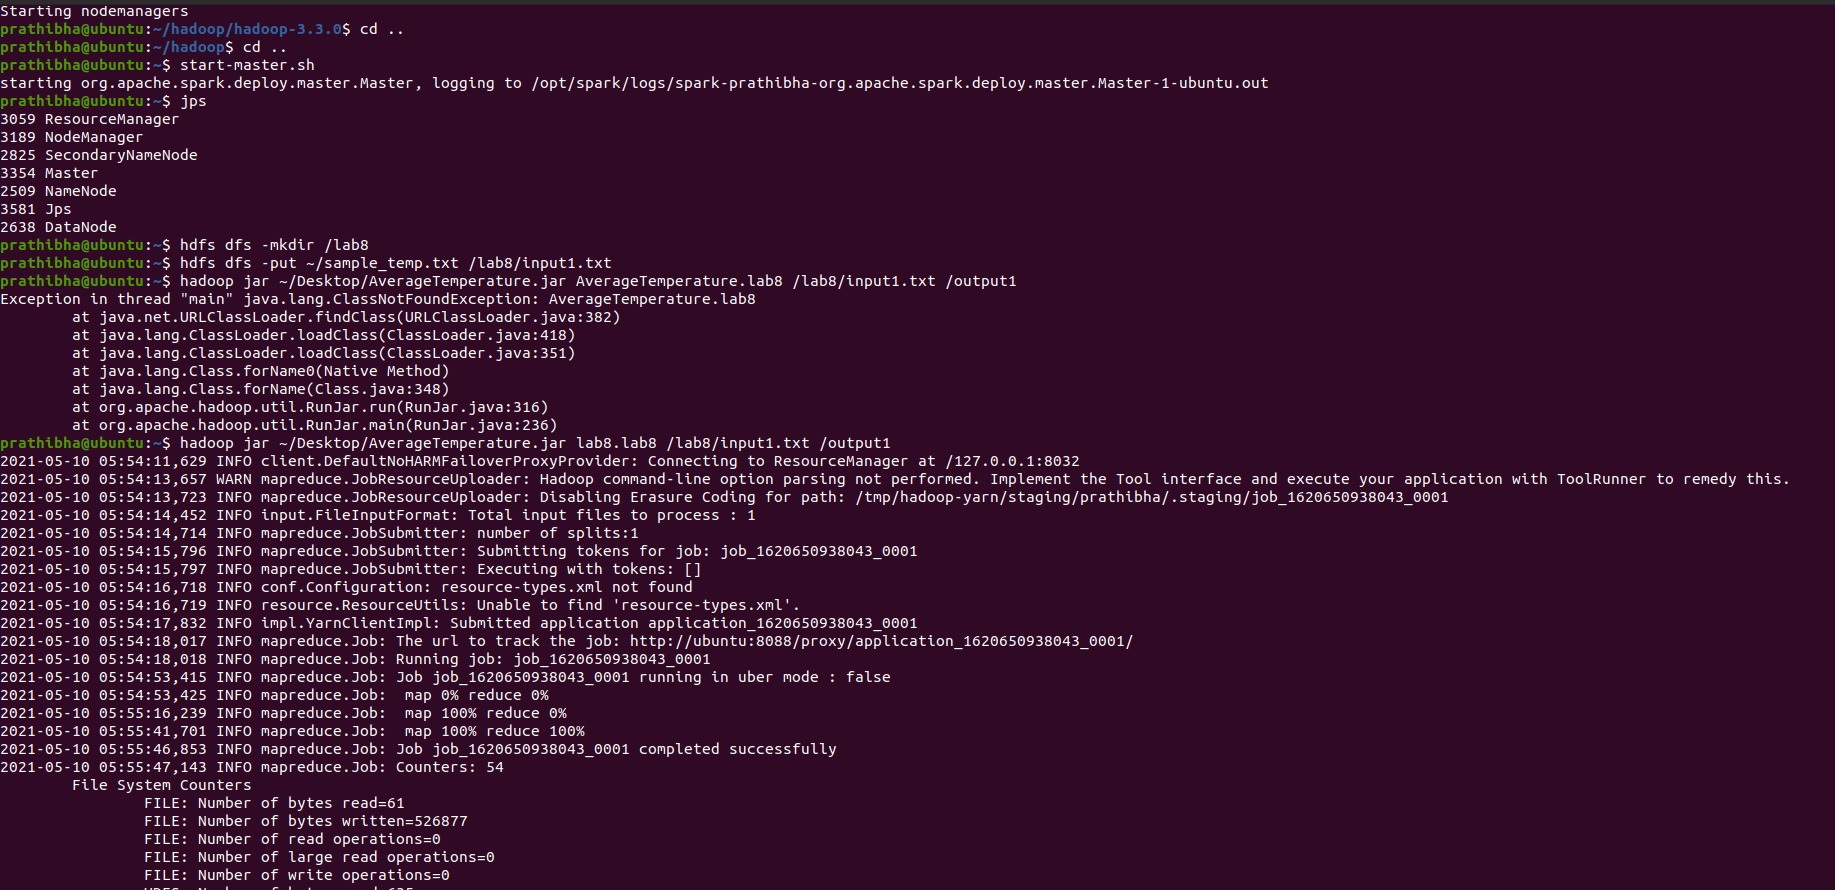 Starting nodemanagers
prathibha@ubuntu:~/hadoop/hadoop-3.3.0$ cd ..
prathibha@ubuntu:~/hadoop$ cd ..
prathibha@ubuntu:~$ start-master.sh
starting org.apache.spark.deploy.master.Master, logging to /opt/spark/logs/spark-prathibha-org.apache.spark.deploy.master.Master-1-ubuntu.out
prathibha@ubuntu:~$ jps
3059 ResourceManager
3189 NodeManager
2825 SecondaryNameNode
3354 Master
2509 NameNode
3581 Jps
2638 DataNode
prathibha@ubuntu:~$ hdfs dfs -mkdir /lab8
prathibha@ubuntu:~$ hdfs dfs -put ~/sample_temp.txt /lab8/input1.txt
prathibha@ubuntu:~$ hadoop jar ~/Desktop/AverageTemperature.jar AverageTemperature.lab8 /lab8/input1.txt /output1
Exception in thread "main" java.lang.ClassNotFoundException: AverageTemperature.lab8
        at java.net.URLClassLoader.findClass(URLClassLoader.java:382)
        at java.lang.ClassLoader.loadClass(ClassLoader.java:418)
        at java.lang.ClassLoader.loadClass(ClassLoader.java:351)
        at java.lang.Class.forName0(Native Method)
        at java.lang.Class.forName(Class.java:348)
        at org.apache.hadoop.util.RunJar.run(RunJar.java:316)
        at org.apache.hadoop.util.RunJar.main(RunJar.java:236)
prathibha@ubuntu:~$ hadoop jar ~/Desktop/AverageTemperature.jar lab8.lab8 /lab8/input1.txt /output1
2021-05-10 05:54:11,629 INFO client.DefaultNoHARMFailoverProxyProvider: Connecting to ResourceManager at /127.0.0.1:8032
2021-05-10 05:54:13,657 WARN mapreduce.JobResourceUploader: Hadoop command-line option parsing not performed. Implement the Tool interface and execute your application with ToolRunner to remedy this.
2021-05-10 05:54:13,723 INFO mapreduce.JobResourceUploader: Disabling Erasure Coding for path: /tmp/hadoop-yarn/staging/prathibha/.staging/job_1620650938043_0001
2021-05-10 05:54:14,452 INFO input.FileInputFormat: Total input files to process : 1
2021-05-10 05:54:14,714 INFO mapreduce.JobSubmitter: number of splits:1
2021-05-10 05:54:15,796 INFO mapreduce.JobSubmitter: Submitting tokens for job: job_1620650938043_0001
2021-05-10 05:54:15,797 INFO mapreduce.JobSubmitter: Executing with tokens: []
2021-05-10 05:54:16,718 INFO conf.Configuration: resource-types.xml not found
2021-05-10 05:54:16,719 INFO resource.ResourceUtils: Unable to find 'resource-types.xml'.
2021-05-10 05:54:17,832 INFO impl.YarnClientImpl: Submitted application application_1620650938043_0001
2021-05-10 05:54:18,017 INFO mapreduce.Job: The url to track the job: http://ubuntu:8088/proxy/application_1620650938043_0001/
2021-05-10 05:54:18,018 INFO mapreduce.Job: Running job: job_1620650938043_0001
2021-05-10 05:54:53,415 INFO mapreduce.Job: Job job_1620650938043_0001 running in uber mode : false
2021-05-10 05:54:53,425 INFO mapreduce.Job:  map 0% reduce 0%
2021-05-10 05:55:16,239 INFO mapreduce.Job:  map 100% reduce 0%
2021-05-10 05:55:41,701 INFO mapreduce.Job:  map 100% reduce 100%
2021-05-10 05:55:46,853 INFO mapreduce.Job: Job job_1620650938043_0001 completed successfully
2021-05-10 05:55:47,143 INFO mapreduce.Job: Counters: 54
        File System Counters
                FILE: Number of bytes read=61
                FILE: Number of bytes written=526877
                FILE: Number of read operations=0
                FILE: Number of large read operations=0
                FILE: Number of write operations=0